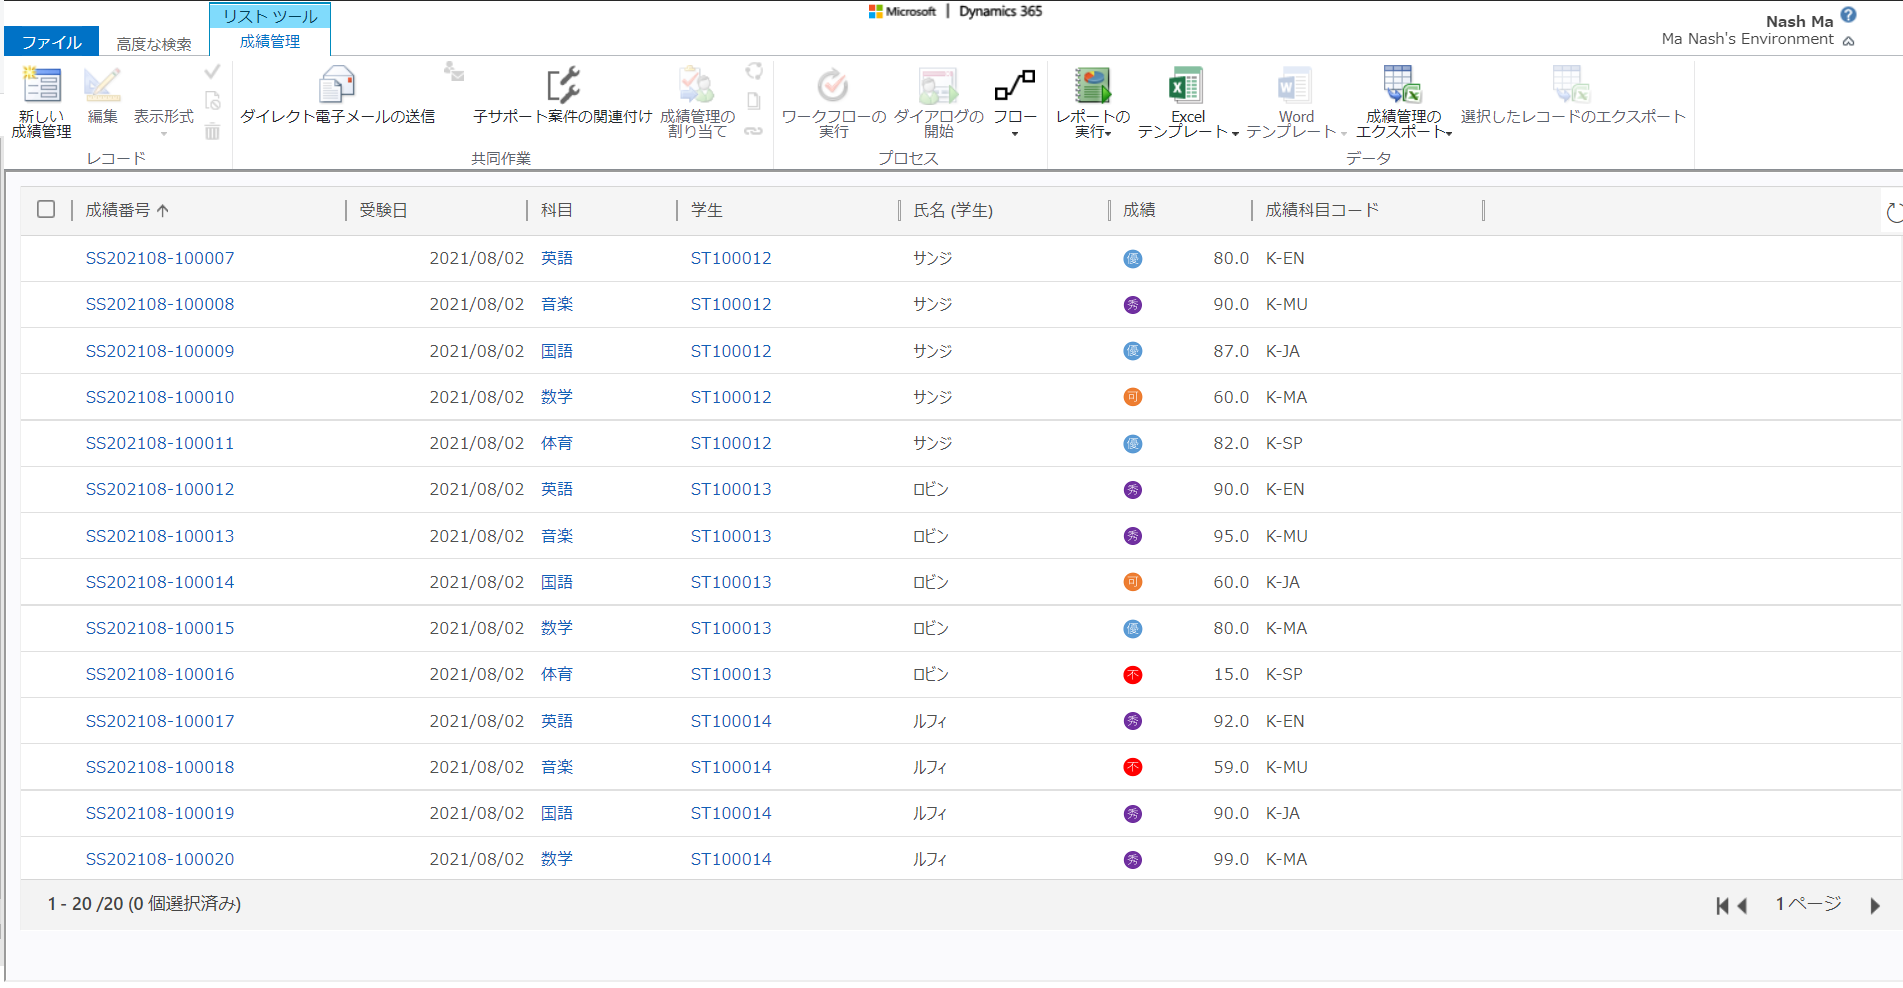 Microsoft | Dynamics 365
Nash Ma
Ma Nash's Environment
リスト ツール
ファイル 高度な検索 成績管理
新しい
成績管理
編集
表示形式
レコード
ダイレクト電子メールの送信
子サポート案件の関連付け
成績管理の
割り当て
共同作業
ワークフローの
実行
ダイアログの
開始
フロー
プロセス
レポートの
実行
Excel
テンプレート
Word
テンプレート
成績管理の
エクスポート
選択したレコードのエクスポート
データ
成績番号 受験日 科目 学生 氏名 (学生) 成績 成績科目コード
SS202108-100007 2021/08/02 英語 ST100012 サンジ 優 80.0 K-EN
SS202108-100008 2021/08/02 音楽 ST100012 サンジ 秀 90.0 K-MU
SS202108-100009 2021/08/02 国語 ST100012 サンジ 優 87.0 K-JA
SS202108-100010 2021/08/02 数学 ST100012 サンジ 可 60.0 K-MA
SS202108-100011 2021/08/02 体育 ST100012 サンジ 優 82.0 K-SP
SS202108-100012 2021/08/02 英語 ST100013 ロビン 秀 90.0 K-EN
SS202108-100013 2021/08/02 音楽 ST100013 ロビン 秀 95.0 K-MU
SS202108-100014 2021/08/02 国語 ST100013 ロビン 可 60.0 K-JA
SS202108-100015 2021/08/02 数学 ST100013 ロビン 優 80.0 K-MA
SS202108-100016 2021/08/02 体育 ST100013 ロビン 不 15.0 K-SP
SS202108-100017 2021/08/02 英語 ST100014 ルフィ 秀 92.0 K-EN
SS202108-100018 2021/08/02 音楽 ST100014 ルフィ 不 59.0 K-MU
SS202108-100019 2021/08/02 国語 ST100014 ルフィ 秀 90.0 K-JA
SS202108-100020 2021/08/02 数学 ST100014 ルフィ 秀 99.0 K-MA
1 - 20 /20 (0 個選択済み) 1 ページ